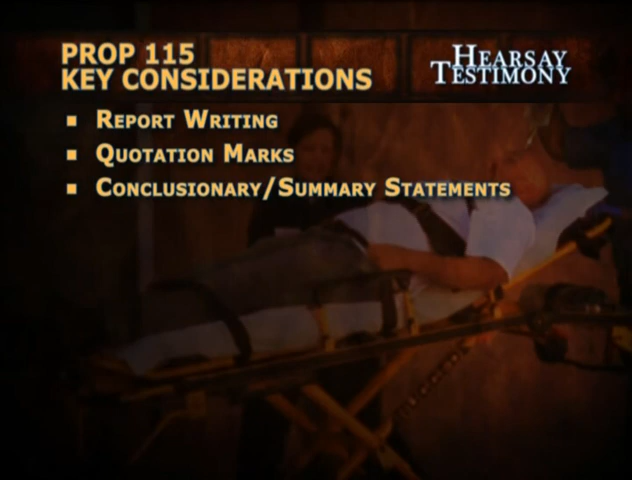 PROP 115
KEY CONSIDERATIONS
HEARSAY
TESTIMONY
REPORT WRITING
QUOTATION MARKS
CONCLUSIONARY/SUMMARY STATEMENTS